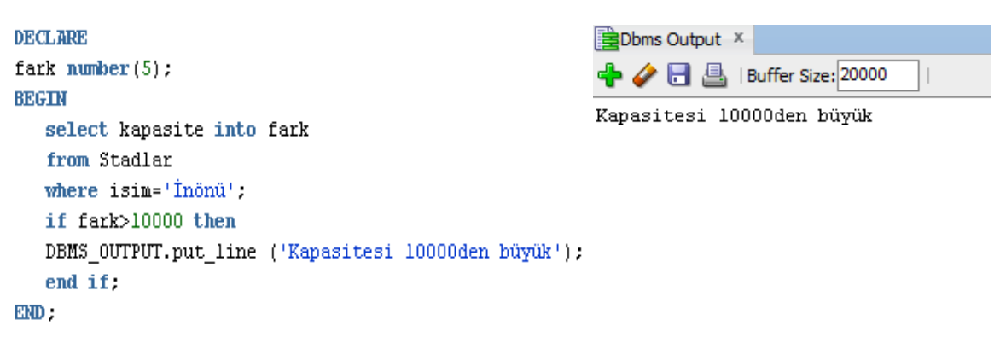 DECLARE
fark number(5);
BEGIN
select kapasite into fark
from Stadlar
where isim='İnönü';
if fark>10000 then
DBMS_OUTPUT.put_line ('Kapasitesi 10000den büyük');
end if;
END;
Dbms Output x
Buffer Size: 20000
Kapasitesi 10000den büyük